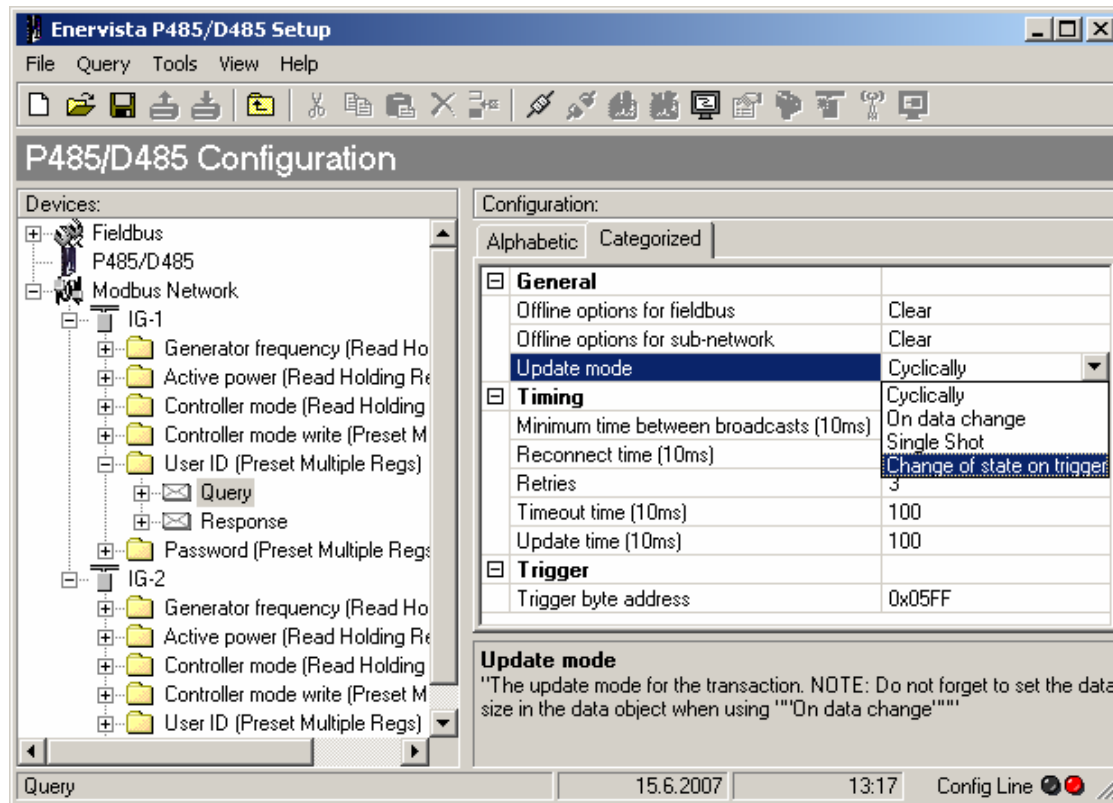 Enervista P485/D485 Setup
File Query Tools View Help
P485/D485 Configuration
Devices:
Fieldbus
P485/D485
Modbus Network
IG-1
Generator frequency (Read Ho
Active power (Read Holding Re
Controller mode (Read Holding
Controller mode write (Preset M
User ID (Preset Multiple Regs)
Query
Response
Password (Preset Multiple Regs
IG-2
Generator frequency (Read Ho
Active power (Read Holding Re
Controller mode (Read Holding
Controller mode write (Preset M
User ID (Preset Multiple Regs)
Configuration:
Alphabetic Categorized
General
Offline options for fieldbus Clear
Offline options for sub-network Clear
Update mode Cyclically
Cyclically
On data change
Single Shot
Change of state on trigger
Timing
Minimum time between broadcasts (10ms)
Reconnect time (10ms)
Retries 3
Timeout time (10ms) 100
Update time (10ms) 100
Trigger
Trigger byte address 0x05FF
Update mode
"The update mode for the transaction. NOTE: Do not forget to set the data
size in the data object when using ""'On data change'""'
Query 15.6.2007 13:17 Config Line